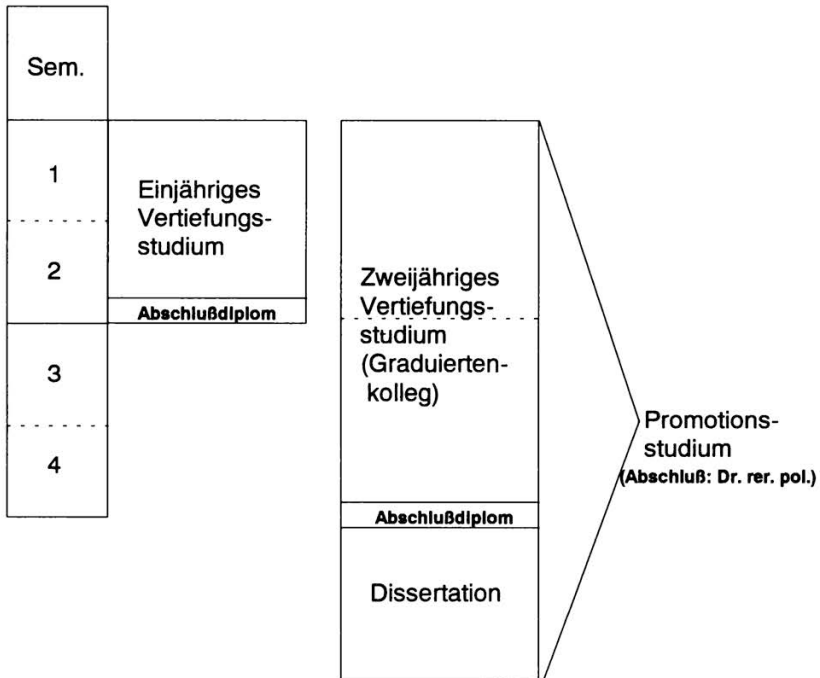 Sem.
1
2
3
4
Einjähriges
Vertiefungs-
studium
Abschlußdiplom
Zweijähriges
Vertiefungs-
studium
(Graduierten-
kolleg)
Abschlußdiplom
Dissertation
Promotions-
studium
(Abschluß: Dr. rer. pol.)